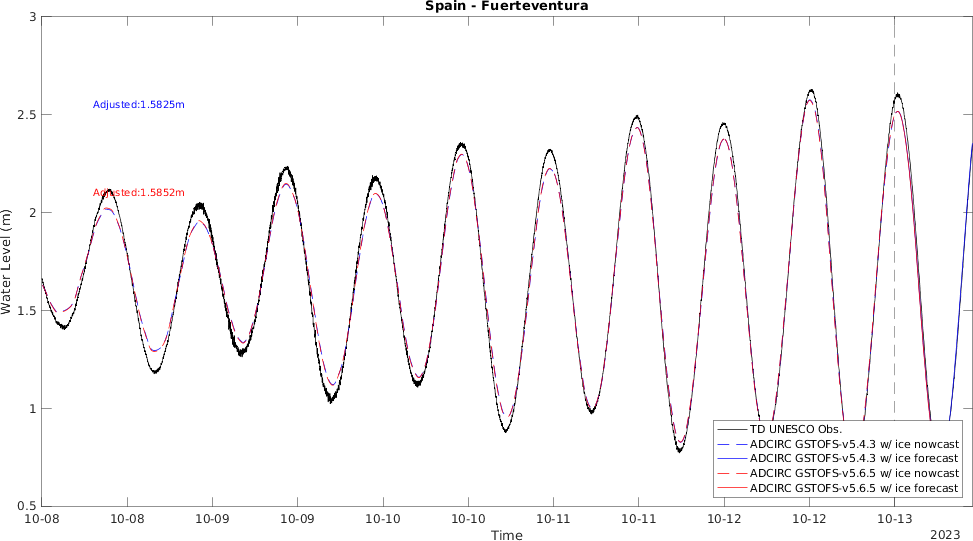 Spain - Fuerteventura
3
2.5
2
1.5
1
0.5
Water Level (m)
Adjusted:1.5825m
Adjusted:1.5852m
TD UNESCO Obs.
ADCIRC GSTOFS-v5.4.3 w/ ice nowcast
ADCIRC GSTOFS-v5.4.3 w/ ice forecast
ADCIRC GSTOFS-v5.6.5 w/ ice nowcast
ADCIRC GSTOFS-v5.6.5 w/ ice forecast
10-08 10-08 10-09 10-09 10-10 10-10 10-11 10-11 10-12 10-12 10-13
Time
2023